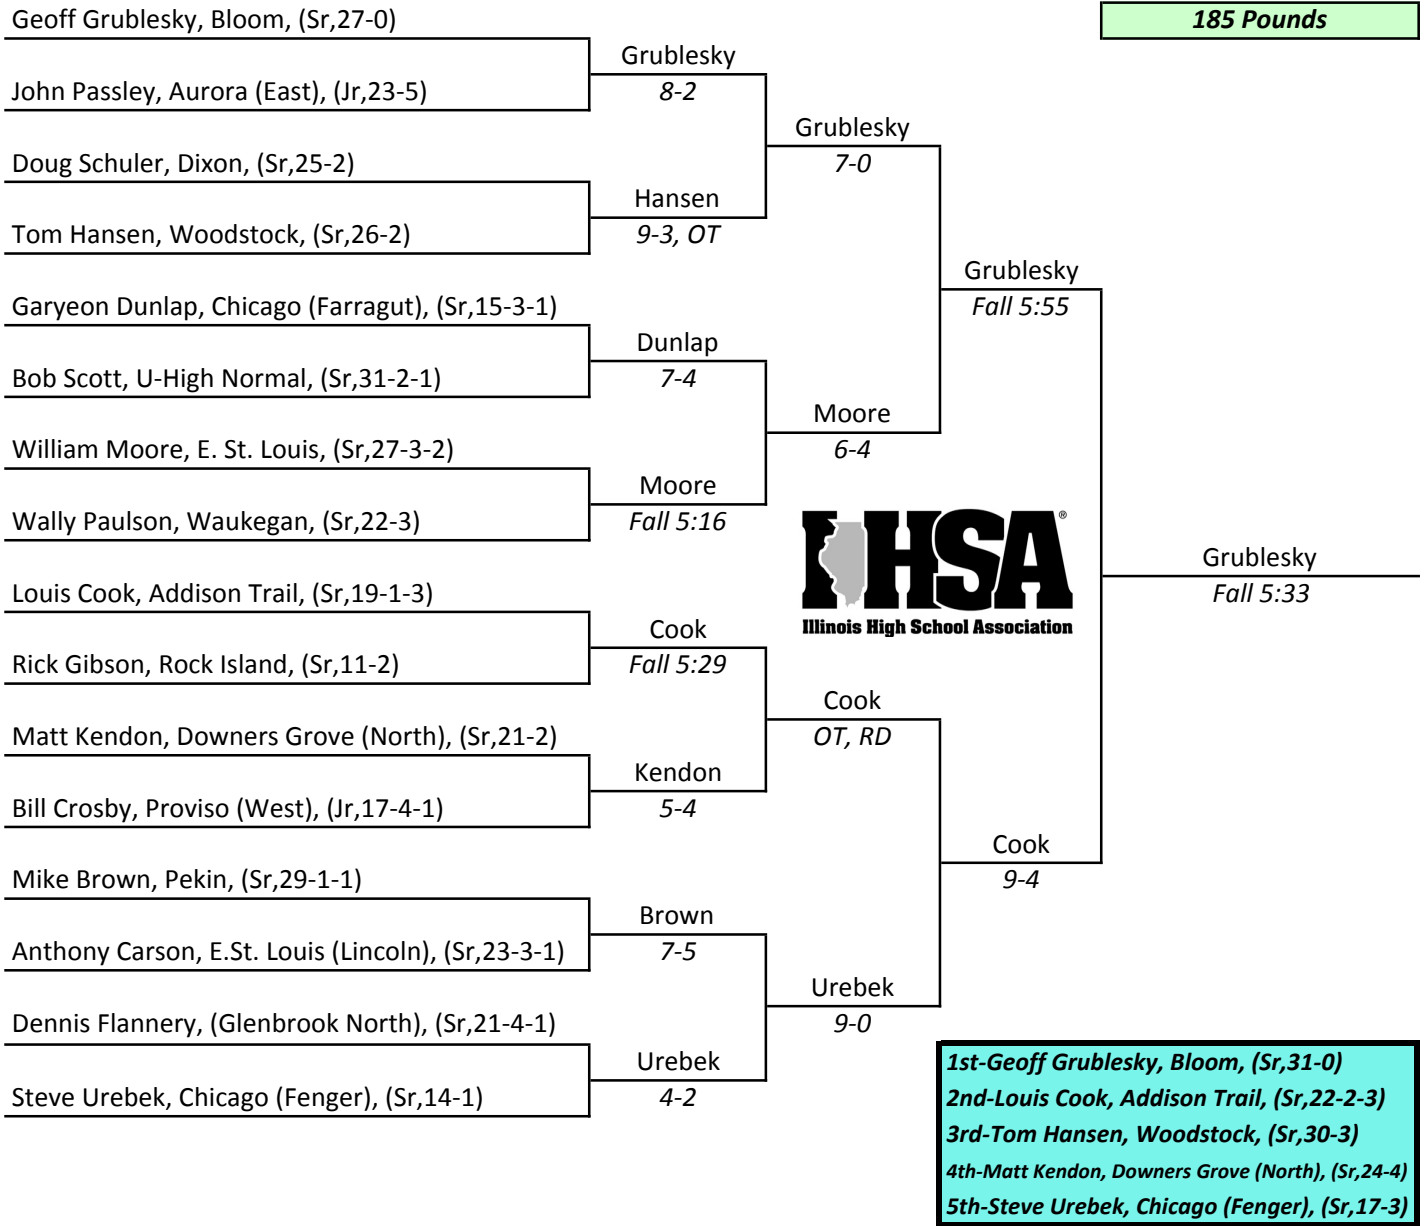 Geoff Grublesky, Bloom, (Sr,27-0)
185 Pounds
Grublesky
8-2
John Passley, Aurora (East), (Jr,23-5)
Grublesky
7-0
Doug Schuler, Dixon, (Sr,25-2)
Hansen
9-3, OT
Tom Hansen, Woodstock, (Sr,26-2)
Grublesky
Fall 5:55
Garyeon Dunlap, Chicago (Farragut), (Sr,15-3-1)
Dunlap
7-4
Bob Scott, U-High Normal, (Sr,31-2-1)
Moore
6-4
William Moore, E. St. Louis, (Sr,27-3-2)
Moore
Fall 5:16
Wally Paulson, Waukegan, (Sr,22-3)
IHSA®
Illinois High School Association
Grublesky
Fall 5:33
Louis Cook, Addison Trail, (Sr,19-1-3)
Cook
Fall 5:29
Rick Gibson, Rock Island, (Sr,11-2)
Cook
OT, RD
Matt Kendon, Downers Grove (North), (Sr,21-2)
Kendon
5-4
Bill Crosby, Proviso (West), (Jr,17-4-1)
Cook
9-4
Mike Brown, Pekin, (Sr,29-1-1)
Brown
7-5
Anthony Carson, E.St. Louis (Lincoln), (Sr,23-3-1)
Urebek
9-0
Dennis Flannery, (Glenbrook North), (Sr,21-4-1)
Urebek
4-2
Steve Urebek, Chicago (Fenger), (Sr,14-1)
1st-Geoff Grublesky, Bloom, (Sr,31-0)
2nd-Louis Cook, Addison Trail, (Sr,22-2-3)
3rd-Tom Hansen, Woodstock, (Sr,30-3)
4th-Matt Kendon, Downers Grove (North), (Sr,24-4)
5th-Steve Urebek, Chicago (Fenger), (Sr,17-3)